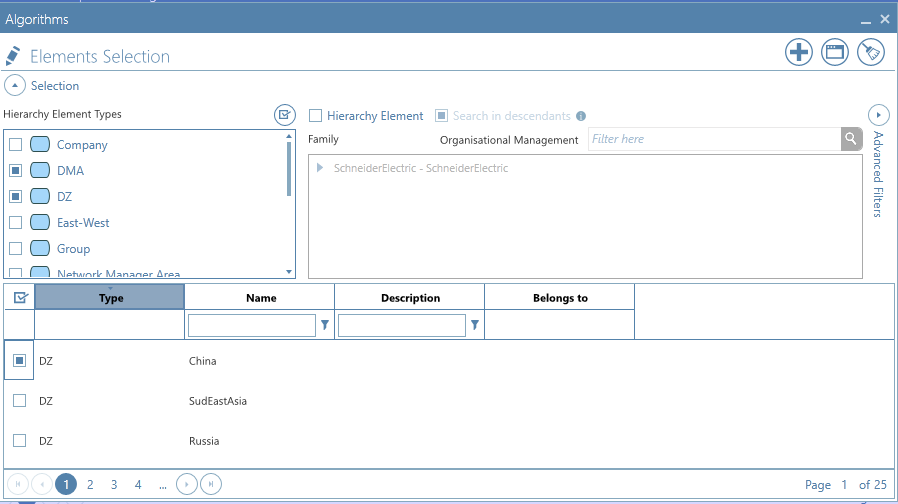 Algorithms
Elements Selection
Selection
Hierarchy Element Types
Hierarchy Element
Search in descendants
Family
Organisational Management
Filter here
Advanced Filters
Company
DMA
DZ
East-West
Group
Network Manager Area
SchneiderElectric - SchneiderElectric
Type Name Description Belongs to
DZ China
DZ SudEastAsia
DZ Russia
1 2 3 4 ... Page 1 of 25